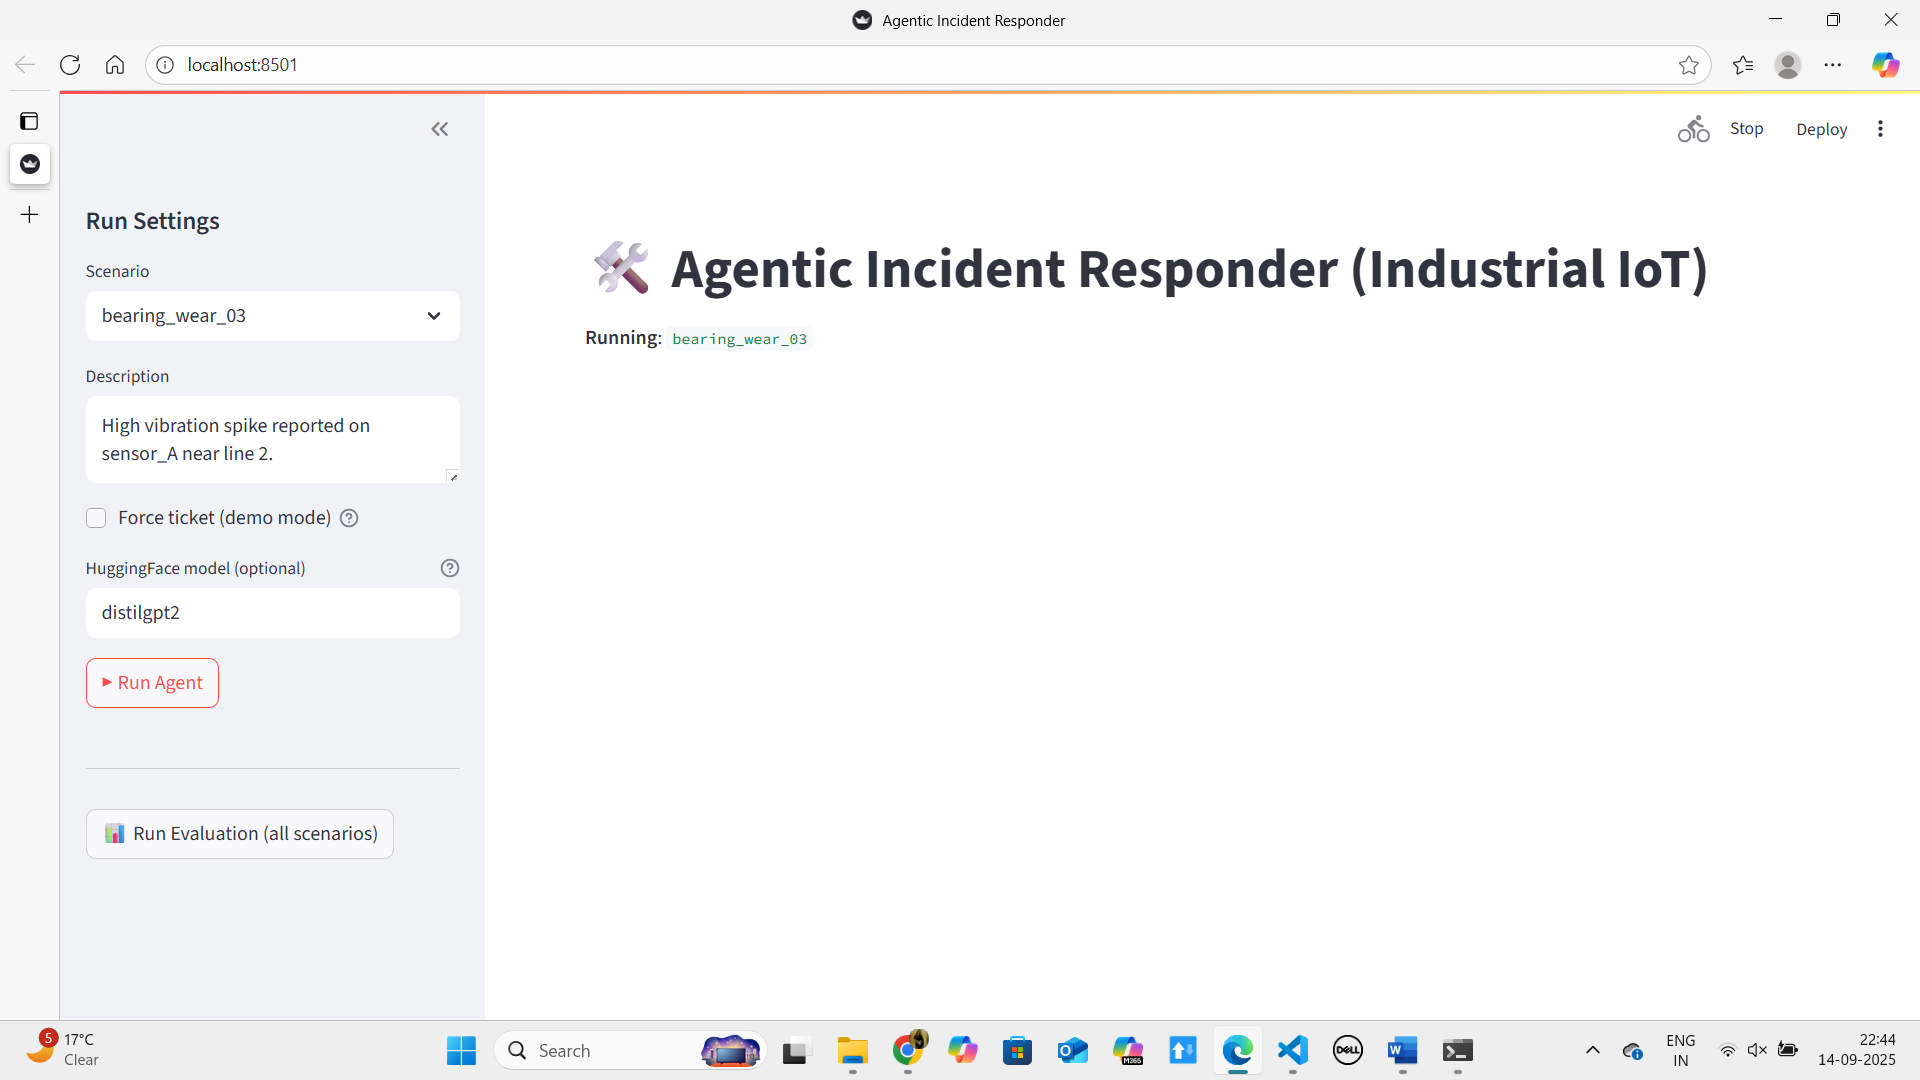 Agentic Incident Responder
localhost:8501
Stop
Deploy
Run Settings
Scenario
bearing_wear_03
Description
High vibration spike reported on
sensor_A near line 2.
Force ticket (demo mode)
HuggingFace model (optional)
distilgpt2
Run Agent
Run Evaluation (all scenarios)
Agentic Incident Responder (Industrial IoT)
Running: bearing_wear_03
5
17°C
Clear
Search
M365
DELL
ENG
IN
22:44
14-09-2025